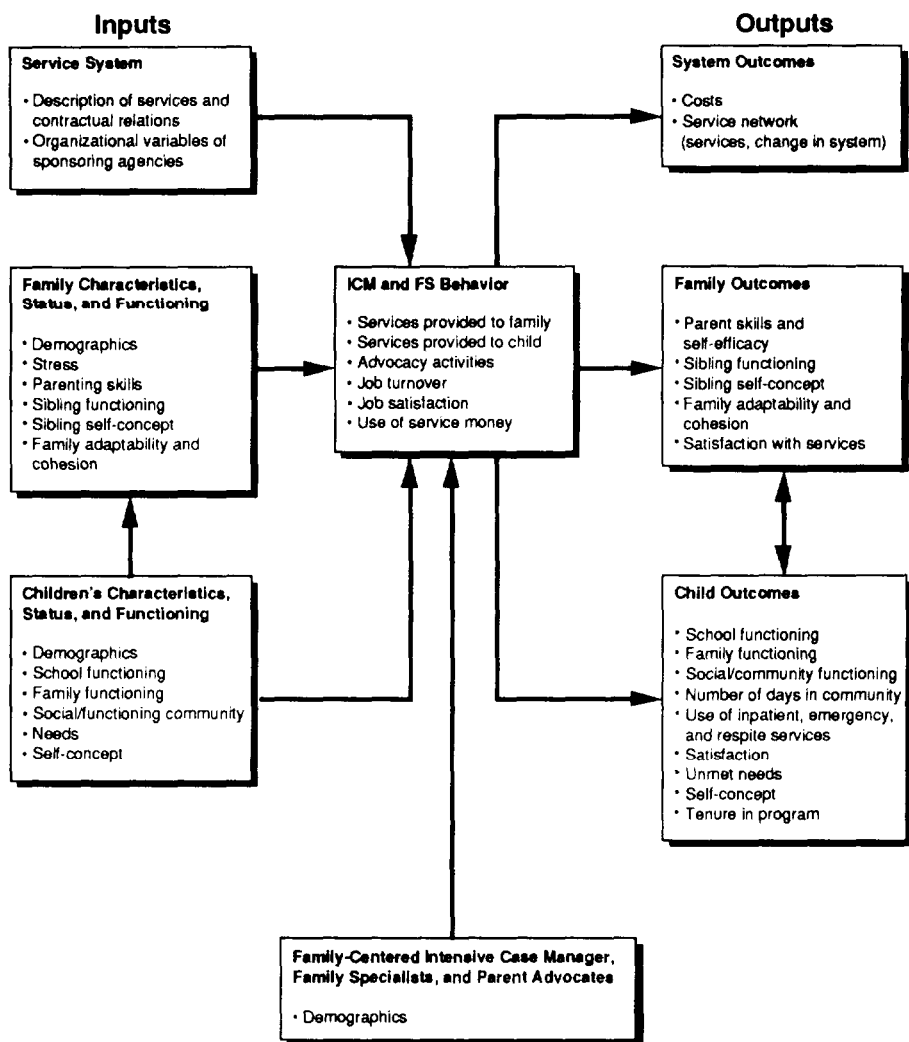 Inputs
Service System
• Description of services and
contractual relations
• Organizational variables of
sponsoring agencies
Family Characteristics,
Status, and Functioning
• Demographics
• Stress
• Parenting skills
• Sibling functioning
• Sibling self-concept
• Family adaptability and
cohesion
Children's Characteristics,
Status, and Functioning
• Demographics
• School functioning
• Family functioning
• Social/functioning community
• Needs
• Self-concept
ICM and FS Behavior
• Services provided to family
• Services provided to child
• Advocacy activities
• Job turnover
• Job satisfaction
• Use of service money
Family-Centered Intensive Case Manager,
Family Specialists, and Parent Advocates
• Demographics
Outputs
System Outcomes
• Costs
• Service network
(services, change in system)
Family Outcomes
• Parent skills and
self-efficacy
• Sibling functioning
• Sibling self-concept
• Family adaptability and
cohesion
• Satisfaction with services
Child Outcomes
• School functioning
• Family functioning
• Social/community functioning
• Number of days in community
• Use of inpatient, emergency,
and respite services
• Satisfaction
• Unmet needs
• Self-concept
• Tenure in program